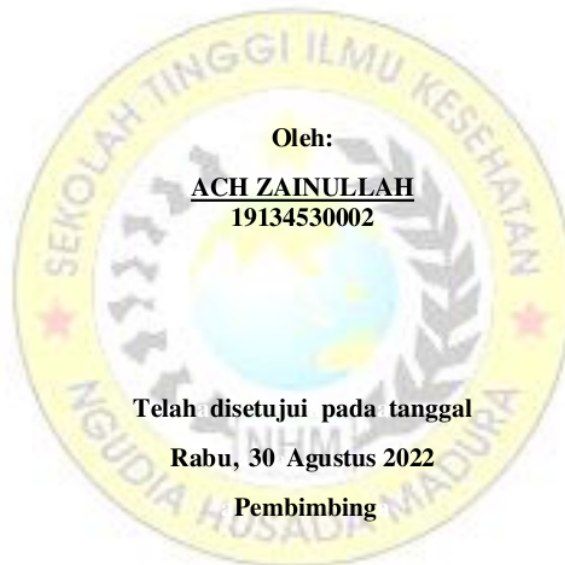 SEKOLAH TINGGI ILMU KESEHATAN
Oleh:
ACH ZAINULLAH
19134530002
Telah disetujui pada tanggal
NHM
Rabu, 30 Agustus 2022
Pembimbing
NGUDIA HUSADA MADURA